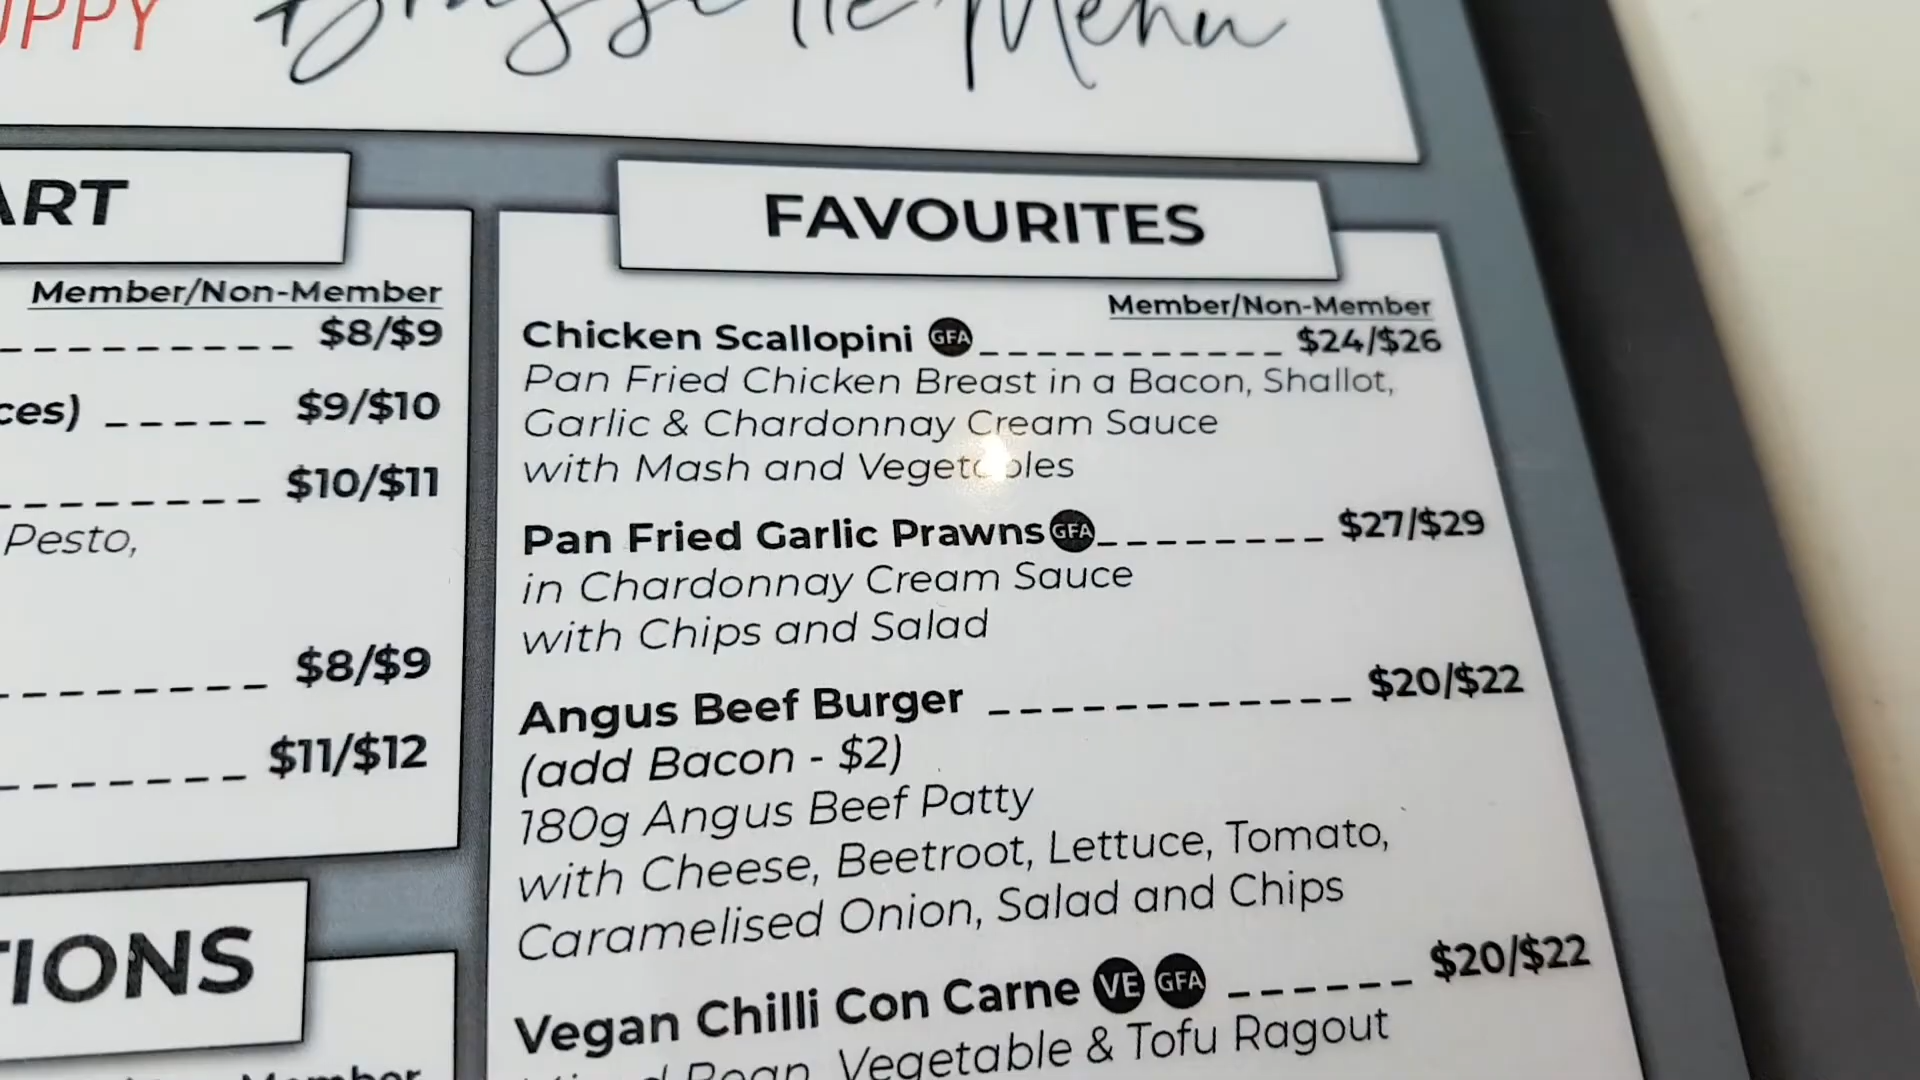 Menu
ART
Member/Non-Member
$8/$9
$9/$10
$10/$11
Pesto,
$8/$9
$11/$12
FAVOURITES
Member/Non-Member
Chicken Scallopini GFA $24/$26
Pan Fried Chicken Breast in a Bacon, Shallot,
Garlic & Chardonnay Cream Sauce
with Mash and Vegetables
Pan Fried Garlic Prawns GFA $27/$29
in Chardonnay Cream Sauce
with Chips and Salad
Angus Beef Burger $20/$22
(add Bacon - $2)
180g Angus Beef Patty
with Cheese, Beetroot, Lettuce, Tomato,
Caramelised Onion, Salad and Chips
Vegan Chilli Con Carne VE GFA $20/$22
Vegetable & Tofu Ragout